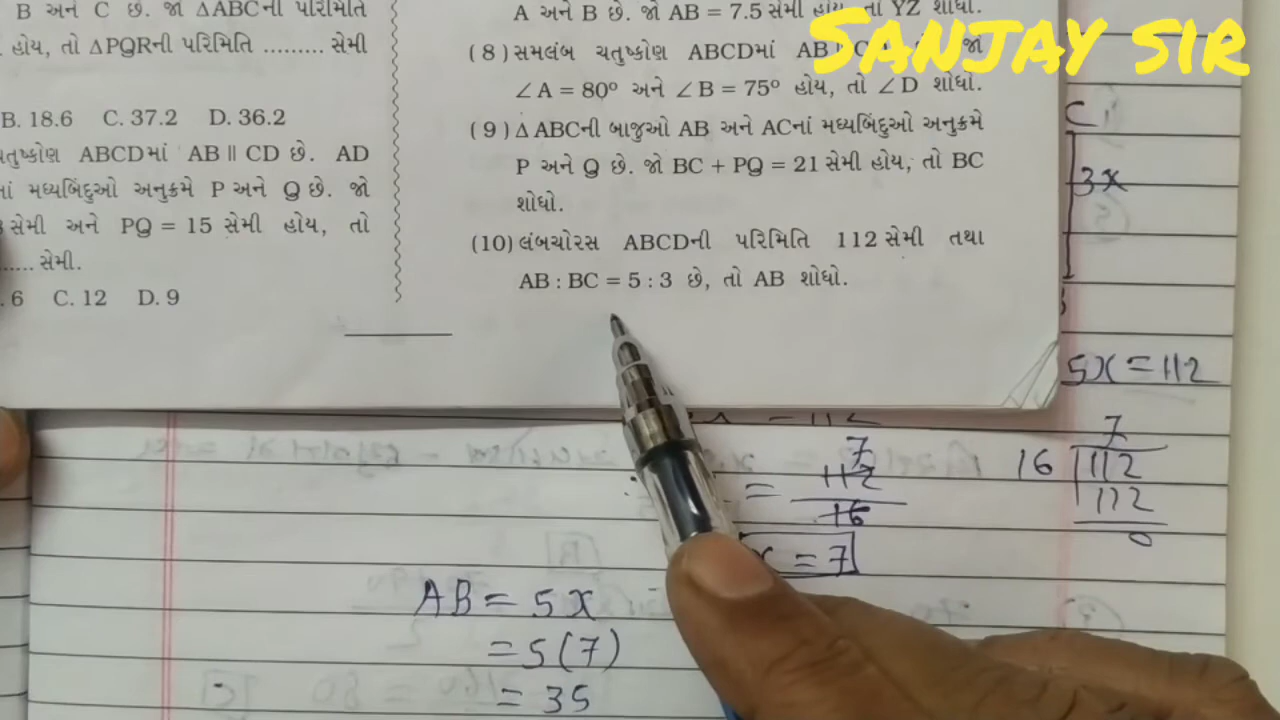 B અને C છે. જો ΔABCની પરિમિતિ
હોય, તો ΔPQRની પરિમિતિ ......... સેમી
B. 18.6 C. 37.2 D. 36.2
ચતુષ્કોણ ABCDમાં AB || CD છે. AD
મધ્યબિંદુઓ અનુક્રમે P અને Q છે. જો
સેમી અને PQ = 15 સેમી હોય, તો
..... સેમી.
. 6 C. 12 D. 9
A અને B છે. જો AB = 7.5 સેમી હોય, તો YZ શોધો.
SANJAY SIR
(8) સમલંબ ચતુષ્કોણ ABCDમાં AB જો
∠A = 80° અને ∠B = 75° હોય, તો ∠D શોધો.
(9) Δ ABCની બાજુઓ AB અને ACનાં મધ્યબિંદુઓ અનુક્રમે
P અને Q છે. જો BC + PQ = 21 સેમી હોય, તો BC
શોધો.
(10) લંબચોરસ ABCDની પરિમિતિ 112 સેમી તથા
AB : BC = 5 : 3 છે, તો AB શોધો.
C
3x
5x = 112
= 112
7
= 112
16
x = 7
7
16 112
112
0
AB = 5x
= 5(7)
= 35